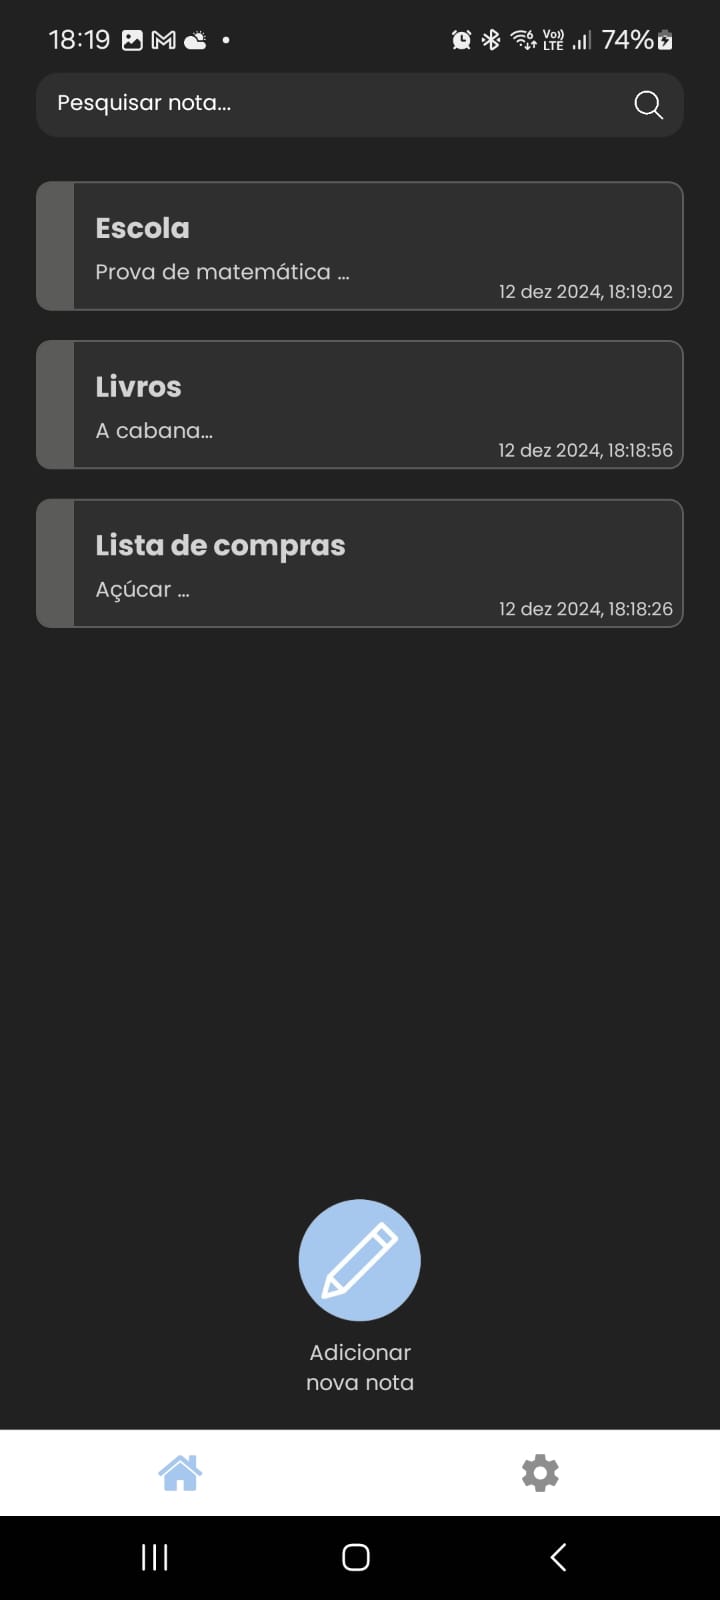 18:19
Vo)) LTE
74%
Pesquisar nota...
Escola
Prova de matemática ...
12 dez 2024, 18:19:02
Livros
A cabana...
12 dez 2024, 18:18:56
Lista de compras
Açúcar ...
12 dez 2024, 18:18:26
Adicionar
nova nota